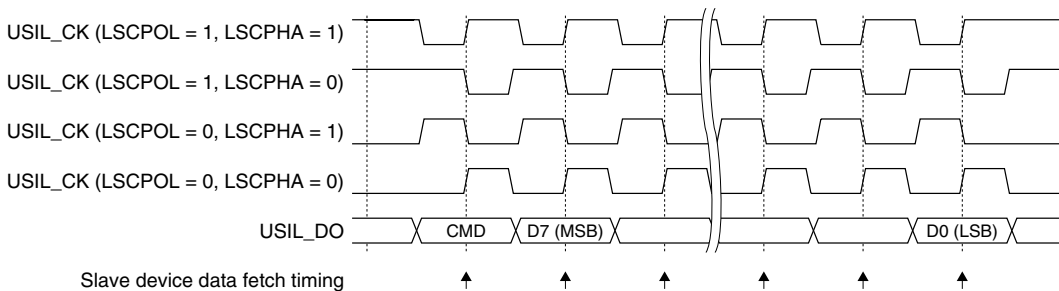 USIL_CK (LSCPOL = 1, LSCPHA = 1)
USIL_CK (LSCPOL = 1, LSCPHA = 0)
USIL_CK (LSCPOL = 0, LSCPHA = 1)
USIL_CK (LSCPOL = 0, LSCPHA = 0)
USIL_DO CMD D7 (MSB) D0 (LSB)
Slave device data fetch timing